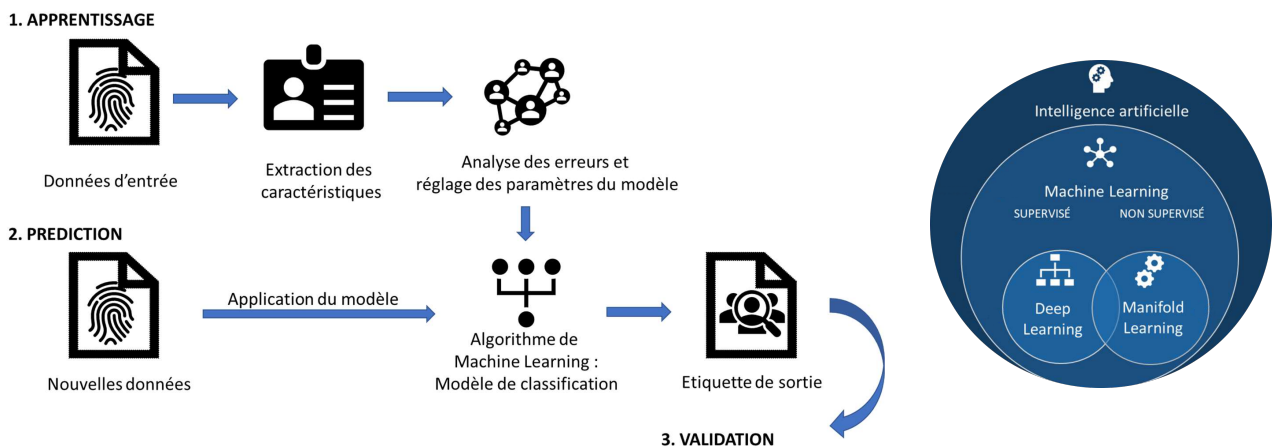 1. APPRENTISSAGE
Données d’entrée
Extraction des
caractéristiques
Analyse des erreurs et
réglage des paramètres du modèle
2. PREDICTION
Nouvelles données
Application du modèle
Algorithme de
Machine Learning :
Modèle de classification
Etiquette de sortie
3. VALIDATION
Intelligence artificielle
Machine Learning
SUPERVISÉ
NON SUPERVISÉ
Deep
Learning
Manifold
Learning